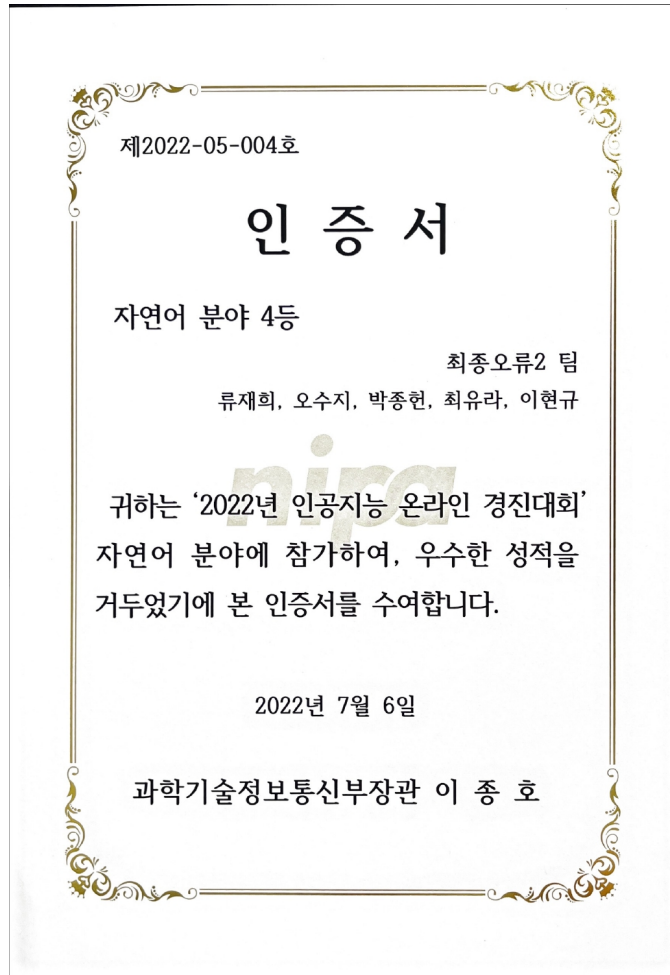 제2022-05-004호
인 증 서
자연어 분야 4등
최종오류2 팀
류재희, 오수지, 박종헌, 최유라, 이현규
nipa
귀하는 '2022년 인공지능 온라인 경진대회'
자연어 분야에 참가하여, 우수한 성적을
거두었기에 본 인증서를 수여합니다.
2022년 7월 6일
과학기술정보통신부장관 이 종 호